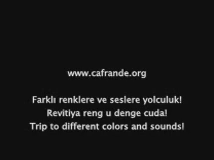 www.cafrande.org
Farklı renklere ve seslere yolculuk!
Revitiya reng u denge cuda!
Trip to different colors and sounds!